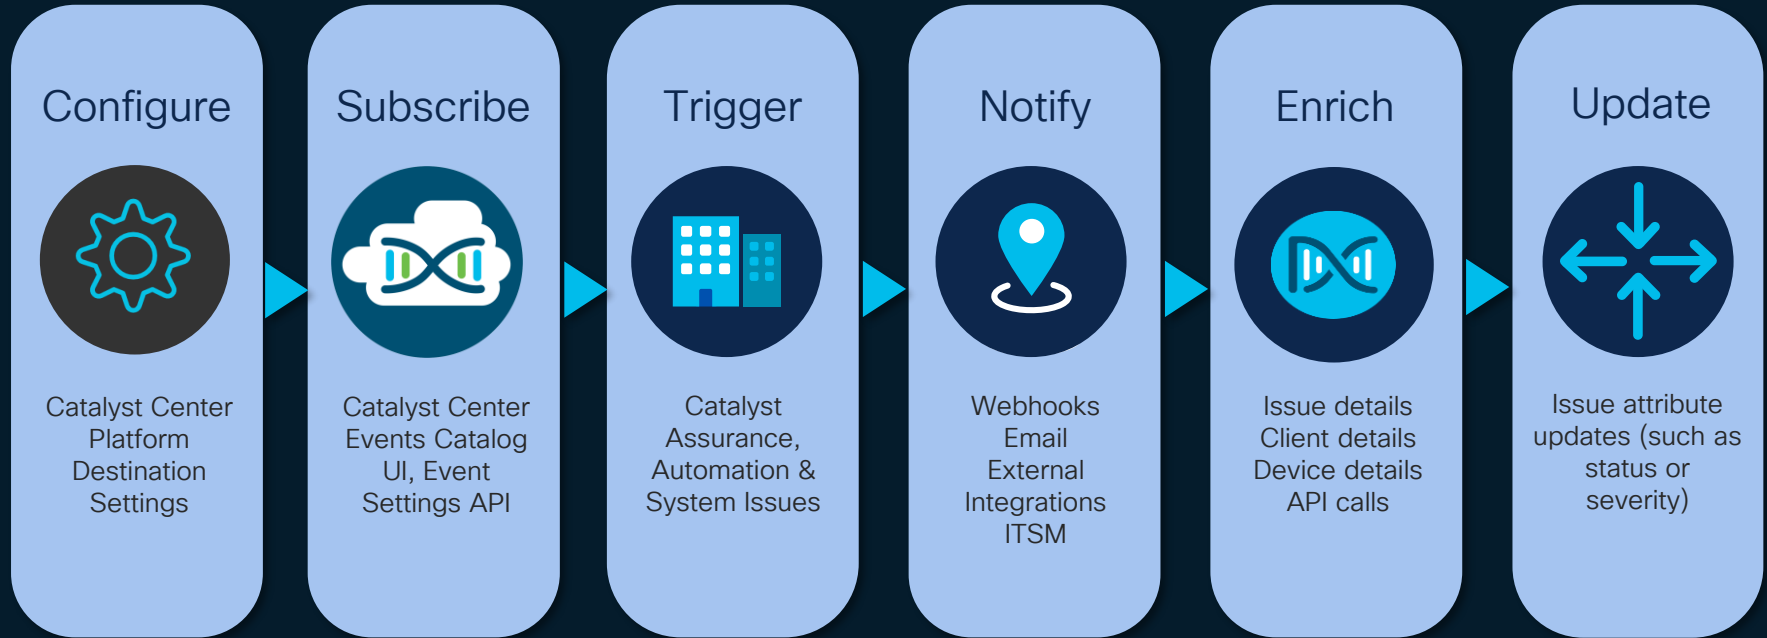 Configure
Catalyst Center
Platform
Destination
Settings
Subscribe
Catalyst Center
Events Catalog
UI, Event
Settings API
Trigger
Catalyst
Assurance,
Automation &
System Issues
Notify
Webhooks
Email
External
Integrations
ITSM
Enrich
Issue details
Client details
Device details
API calls
Update
Issue attribute
updates (such as
status or
severity)